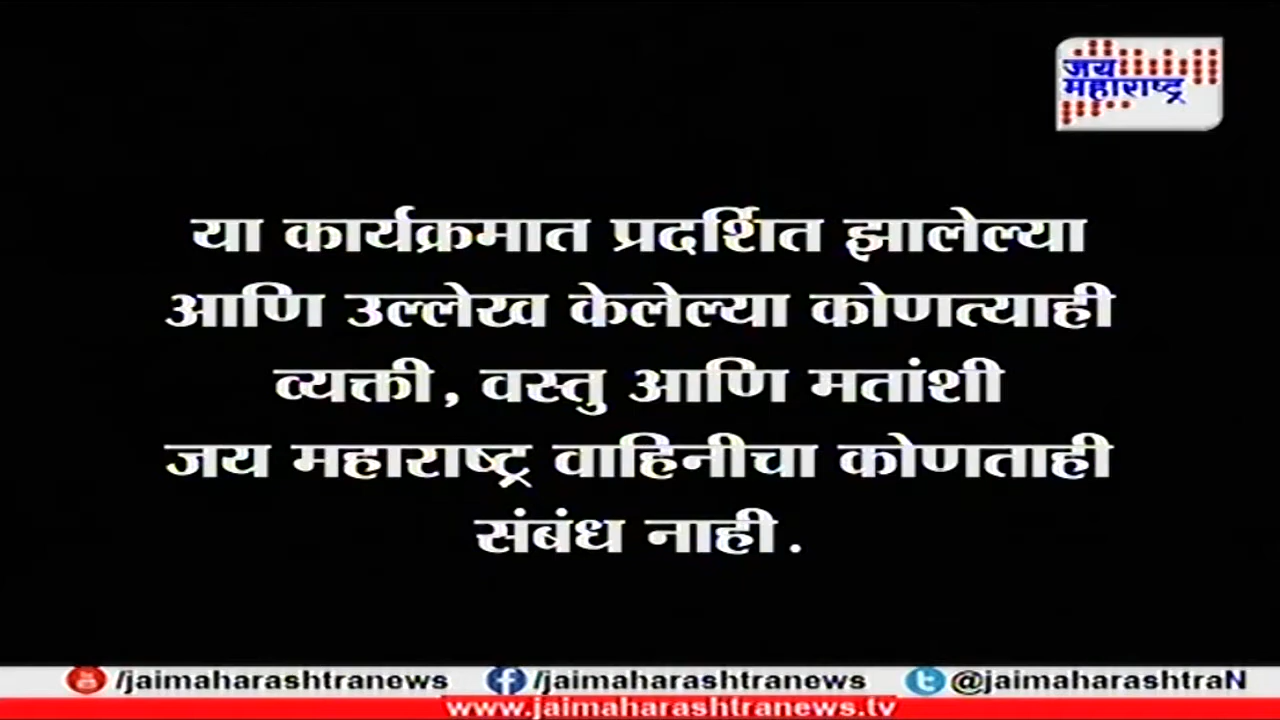 जय
महाराष्ट्र
या कार्यक्रमात प्रदर्शित झालेल्या
आणि उल्लेख केलेल्या कोणत्याही
व्यक्ती, वस्तु आणि मतांशी
जय महाराष्ट्र वाहिनीचा कोणताही
संबंध नाही.
/jaimaharashtranews /jaimaharashtranews @jaimaharashtraN
www.jaimaharashtranews.tv